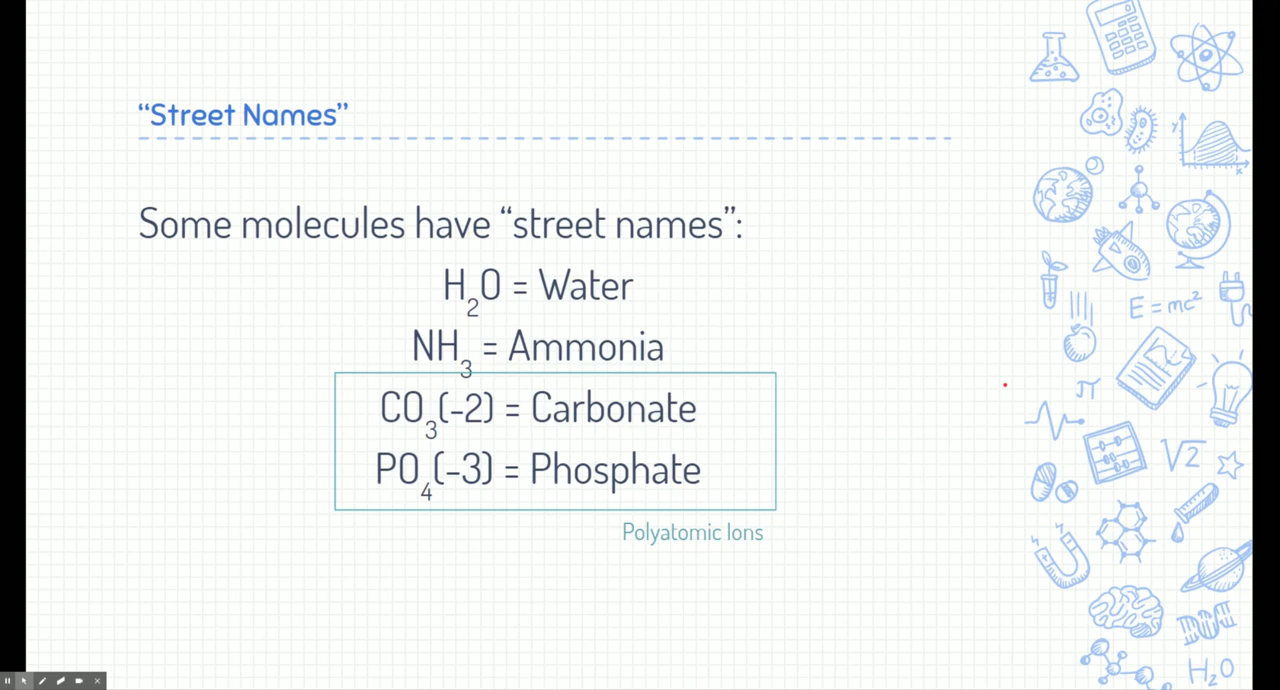 “Street Names”
Some molecules have “street names”:
H₂O = Water
NH₃ = Ammonia
CO₃(-2) = Carbonate
PO₄(-3) = Phosphate
Polyatomic Ions
y
x
E = mc²
π
√2
H₂O